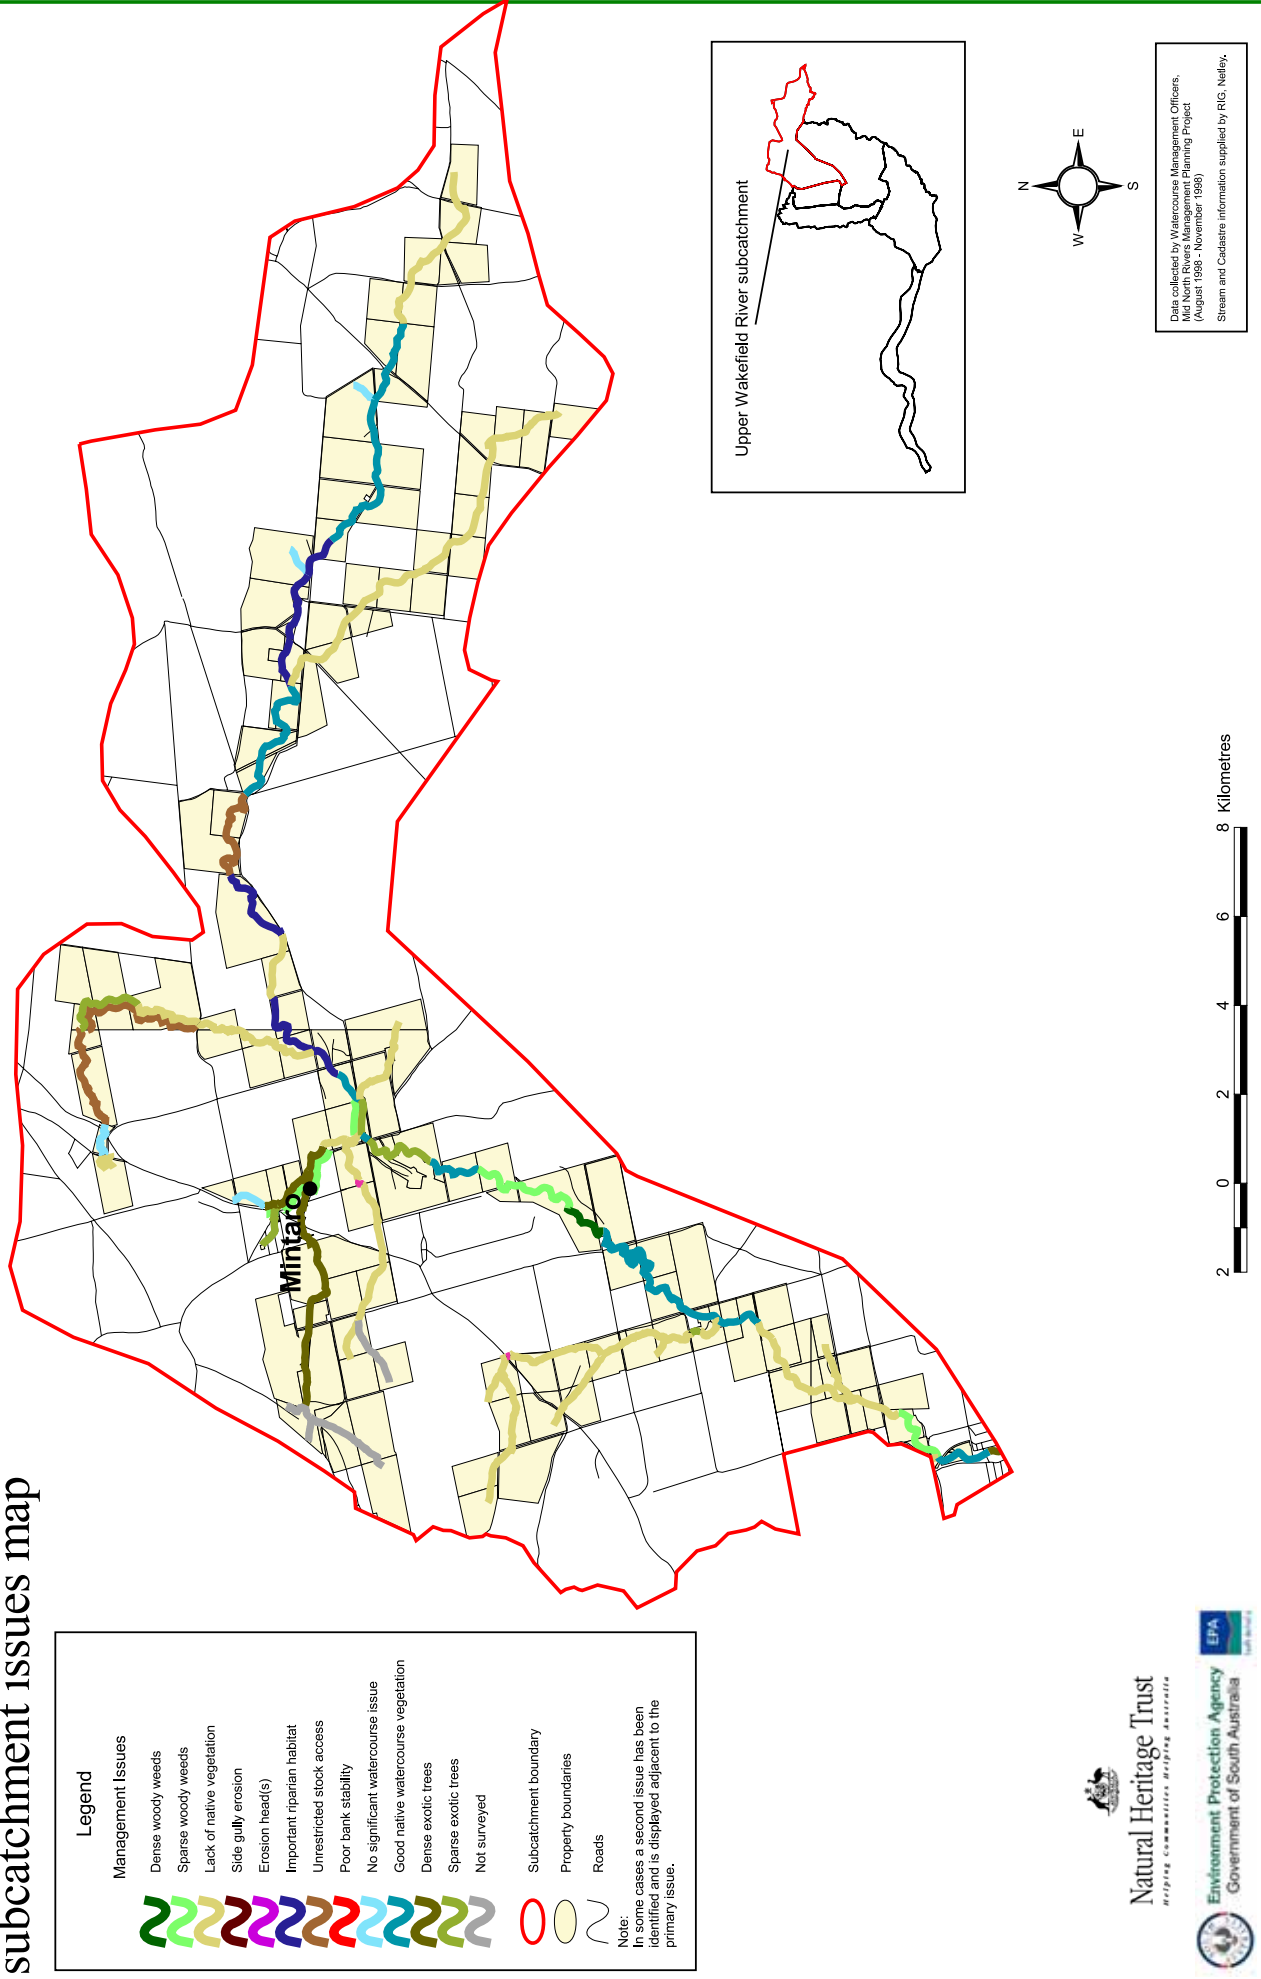 subcatchment issues map
Legend
Management Issues
Dense woody weeds
Sparse woody weeds
Lack of native vegetation
Side gully erosion
Erosion head(s)
Important riparian habitat
Unrestricted stock access
Poor bank stability
No significant watercourse issue
Good native watercourse vegetation
Dense exotic trees
Sparse exotic trees
Not surveyed
Subcatchment boundary
Property boundaries
Roads
Note:
In some cases a second issue has been
identified and is displayed adjacent to the
primary issue.
Mintaro
Upper Wakefield River subcatchment
N
W
E
S
Data collected by Watercourse Management Officers,
Mid North Rivers Management Planning Project
(August 1998 - November 1998)
Stream and Cadastre information supplied by RIG, Netley.
2 0 2 4 6 8 Kilometres
Natural Heritage Trust
Helping Communities Helping Australia
Environment Protection Agency
Government of South Australia
EPA